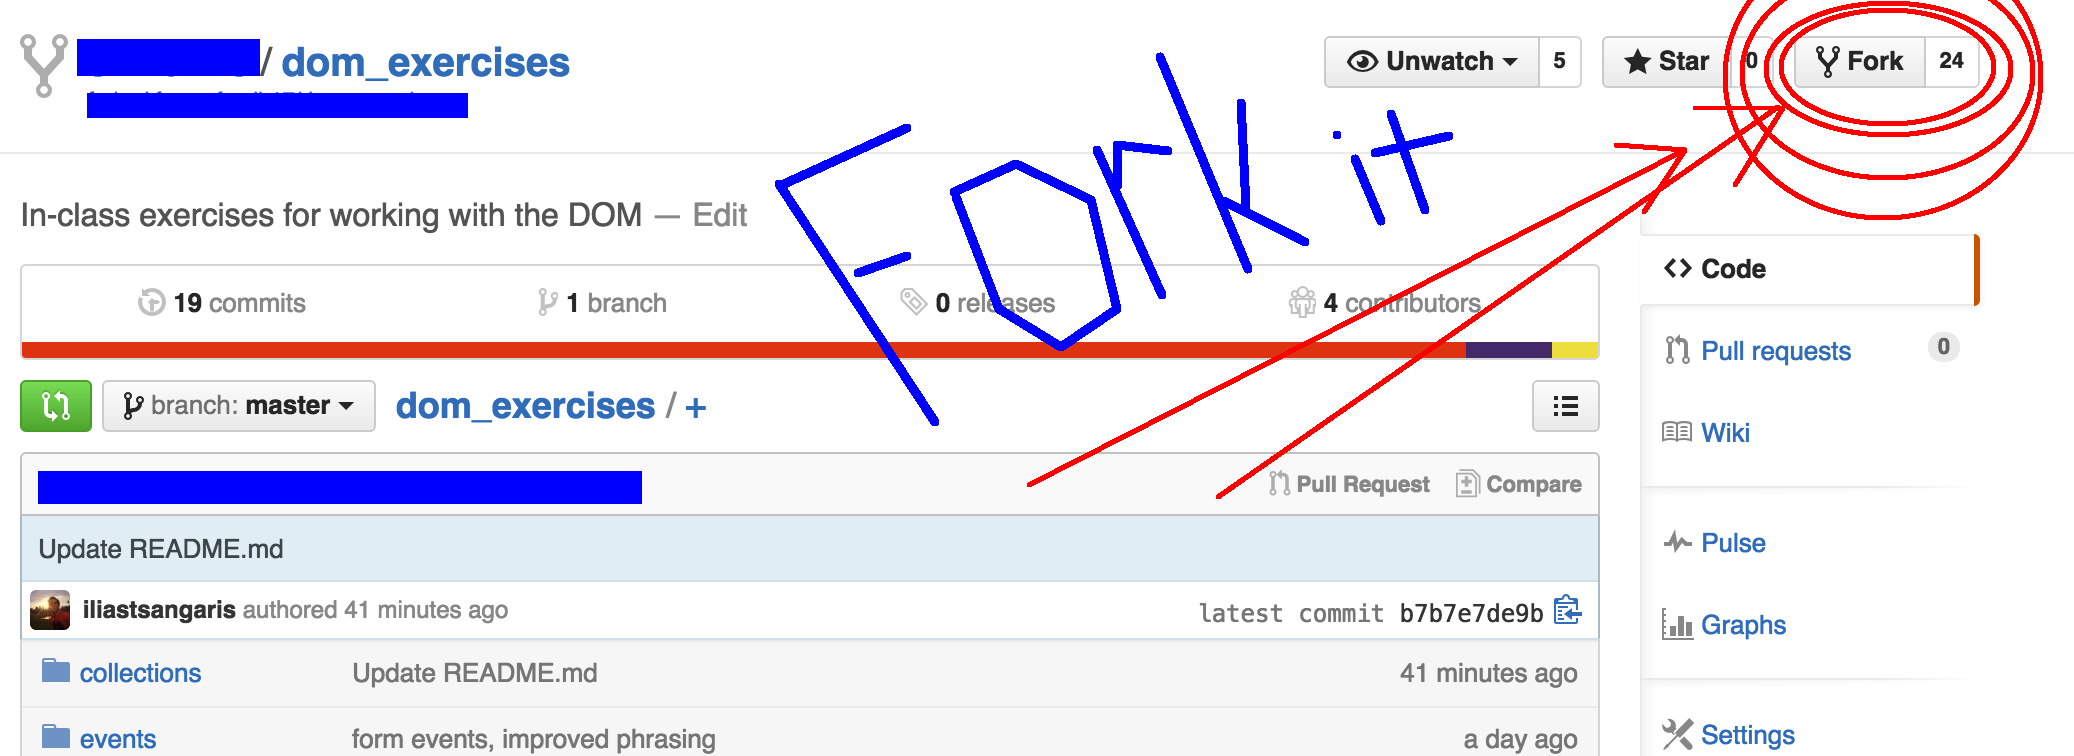 / dom_exercises
Unwatch 5 Star 0 Fork 24
Fork it
In-class exercises for working with the DOM — Edit
19 commits 1 branch 0 releases 4 contributors
branch: master dom_exercises / +
Pull Request Compare
Update README.md
iliastsangaris authored 41 minutes ago latest commit b7b7e7de9b
collections Update README.md 41 minutes ago
events form events, improved phrasing a day ago
<> Code
Pull requests 0
Wiki
Pulse
Graphs
Settings